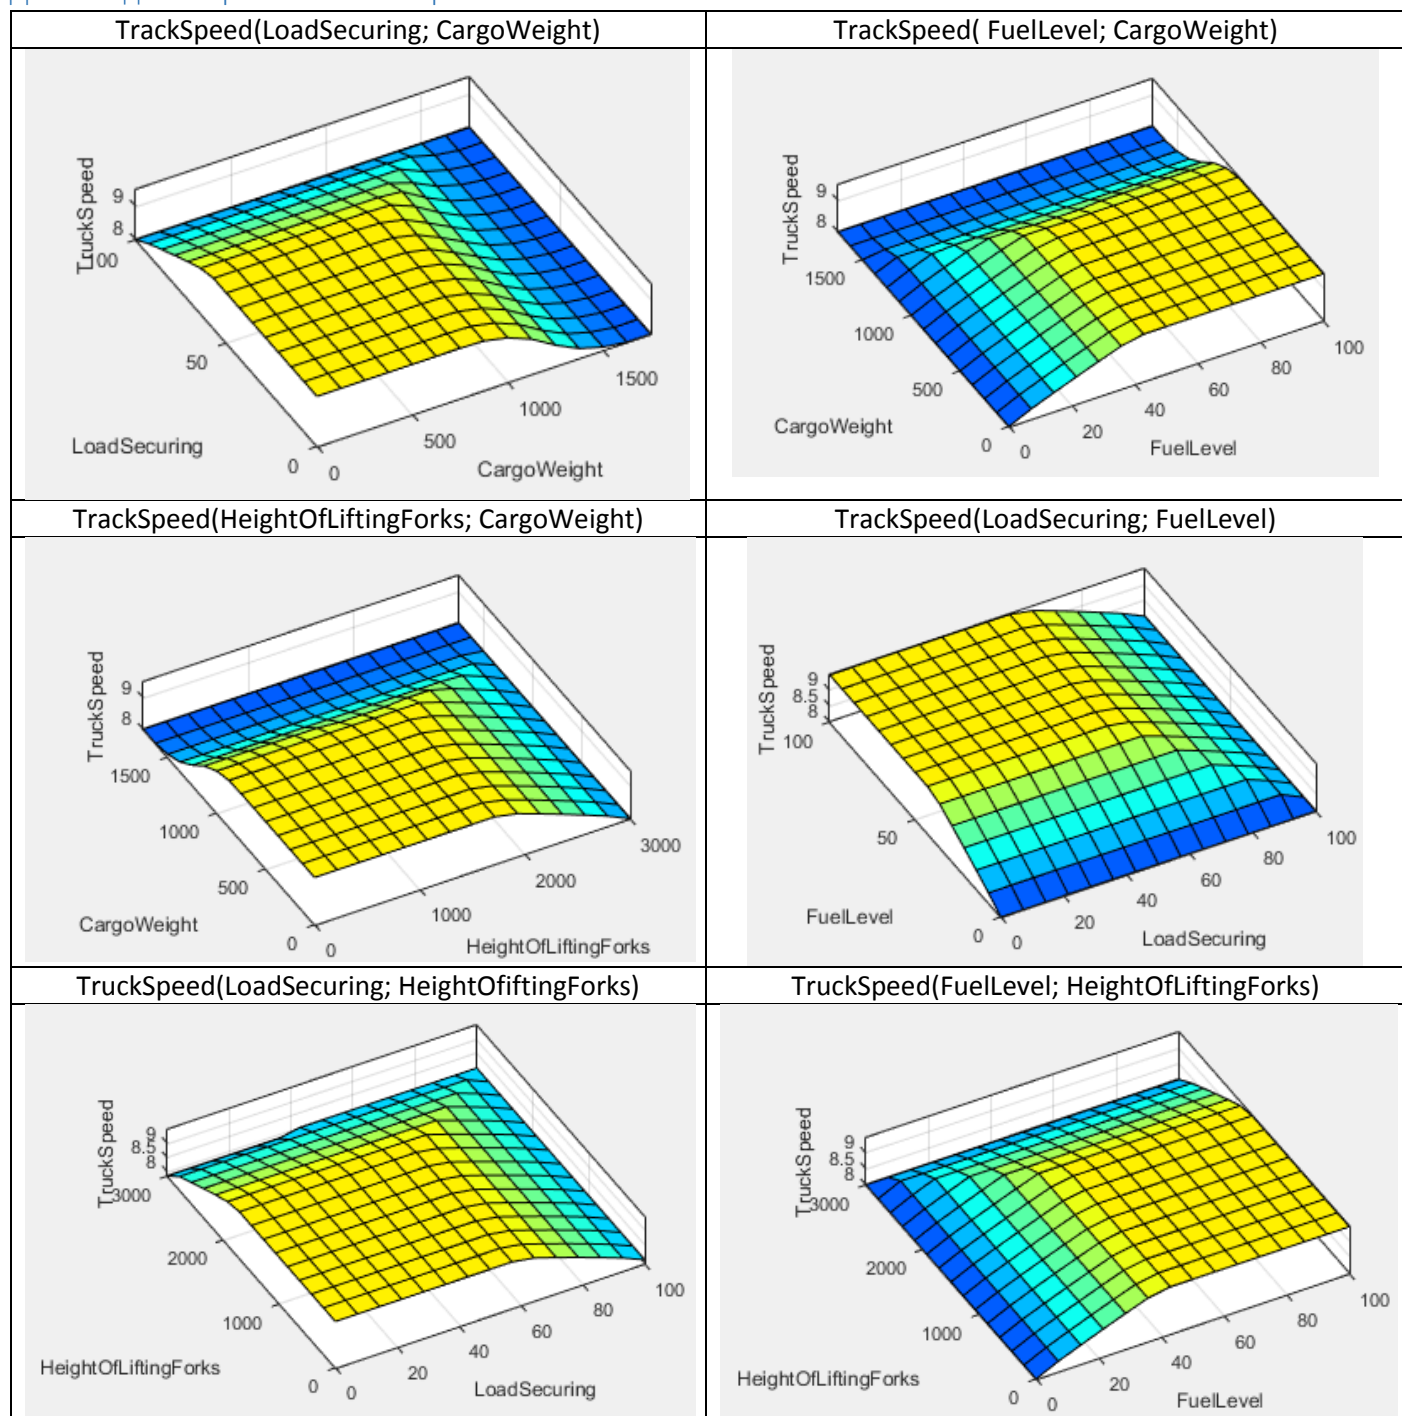 TrackSpeed(LoadSecuring; CargoWeight)
TrackSpeed( FuelLevel; CargoWeight)
TruckSpeed
9
8
100
50
0
LoadSecuring
0
500
1000
1500
CargoWeight
TruckSpeed
9
8
1500
1000
500
0
CargoWeight
0
20
40
60
80
100
FuelLevel
TrackSpeed(HeightOfLiftingForks; CargoWeight)
TrackSpeed(LoadSecuring; FuelLevel)
TruckSpeed
9
8
1500
1000
500
0
CargoWeight
0
1000
2000
3000
HeightOfLiftingForks
TruckSpeed
9
8.5
8
100
50
0
FuelLevel
0
20
40
60
80
100
LoadSecuring
TruckSpeed(LoadSecuring; HeightOfiftingForks)
TruckSpeed(FuelLevel; HeightOfLiftingForks)
TruckSpeed
9
8.5
8
3000
2000
1000
0
HeightOfLiftingForks
0
20
40
60
80
100
LoadSecuring
TruckSpeed
9
8.5
8
3000
2000
1000
0
HeightOfLiftingForks
0
20
40
60
80
100
FuelLevel